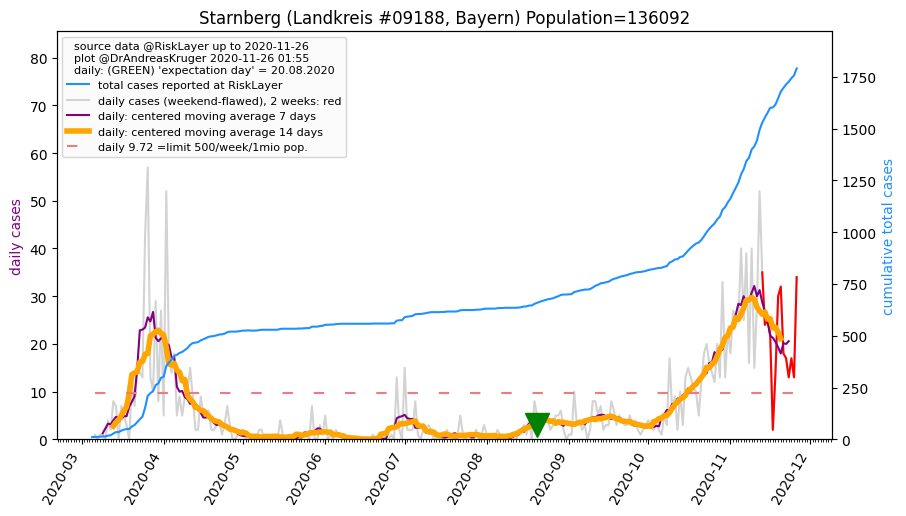 Starnberg (Landkreis #09188, Bayern) Population=136092
source data @RiskLayer up to 2020-11-26
plot @DrAndreasKruger 2020-11-26 01:55
daily: (GREEN) 'expectation day' = 20.08.2020
total cases reported at RiskLayer
daily cases (weekend-flawed), 2 weeks: red
daily: centered moving average 7 days
daily: centered moving average 14 days
daily 9.72 =limit 500/week/1mio pop.
daily cases
80
70
60
50
40
30
20
10
0
cumulative total cases
1750
1500
1250
1000
750
500
250
0
2020-03
2020-04
2020-05
2020-06
2020-07
2020-08
2020-09
2020-10
2020-11
2020-12